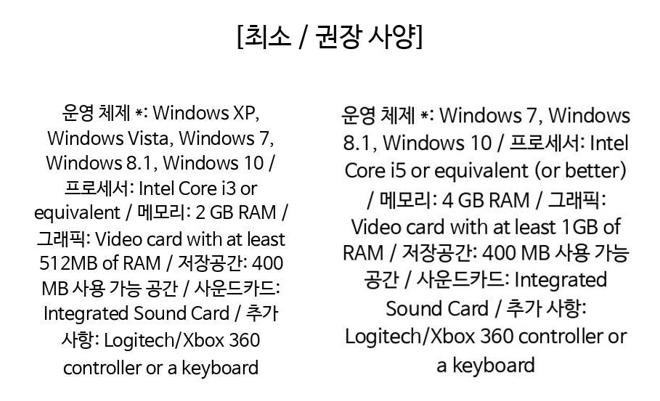 [최소 / 권장 사양]
운영 체제 *: Windows XP,
Windows Vista, Windows 7,
Windows 8.1, Windows 10 /
프로세서: Intel Core i3 or
equivalent / 메모리: 2 GB RAM /
그래픽: Video card with at least
512MB of RAM / 저장공간: 400
MB 사용 가능 공간 / 사운드카드:
Integrated Sound Card / 추가
사항: Logitech/Xbox 360
controller or a keyboard
운영 체제 *: Windows 7, Windows
8.1, Windows 10 / 프로세서: Intel
Core i5 or equivalent (or better)
/ 메모리: 4 GB RAM / 그래픽:
Video card with at least 1GB of
RAM / 저장공간: 400 MB 사용 가능
공간 / 사운드카드: Integrated
Sound Card / 추가 사항:
Logitech/Xbox 360 controller or
a keyboard